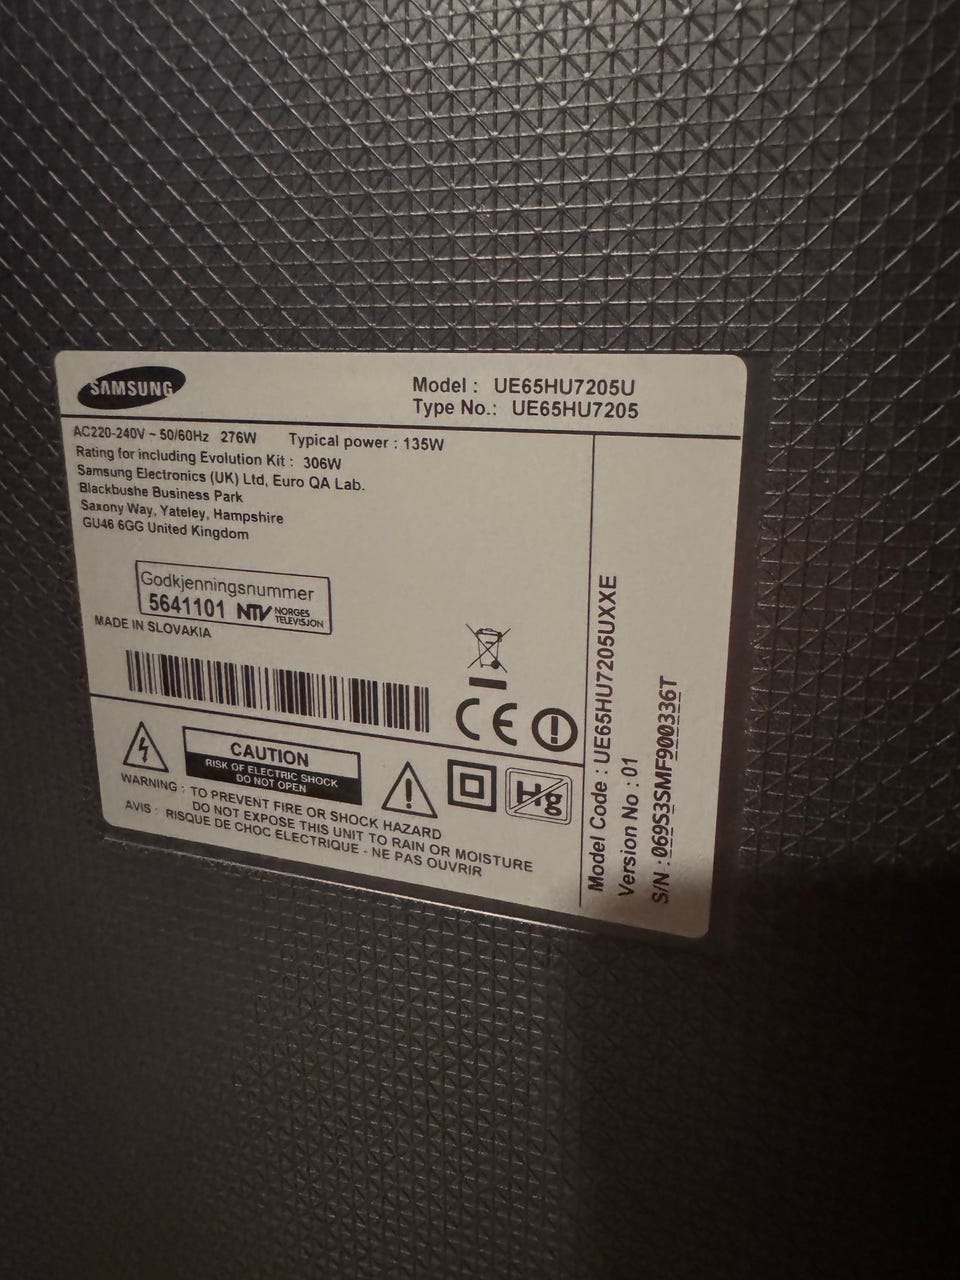 SAMSUNG
Model : UE65HU7205U
Type No.: UE65HU7205
AC220-240V ~ 50/60Hz 276W Typical power : 135W
Rating for including Evolution Kit : 306W
Samsung Electronics (UK) Ltd, Euro QA Lab.
Blackbushe Business Park
Saxony Way, Yateley, Hampshire
GU46 6GG United Kingdom
Godkjenningsnummer
5641101 NTV NORGES
TELEVISJON
MADE IN SLOVAKIA
CE
CAUTION
RISK OF ELECTRIC SHOCK
DO NOT OPEN
Hg
WARNING : TO PREVENT FIRE OR SHOCK HAZARD
DO NOT EXPOSE THIS UNIT TO RAIN OR MOISTURE
AVIS : RISQUE DE CHOC ELECTRIQUE - NE PAS OUVRIR
Model Code : UE65HU7205UXXE
Version No : 01
S/N : 069S3SMF900336T